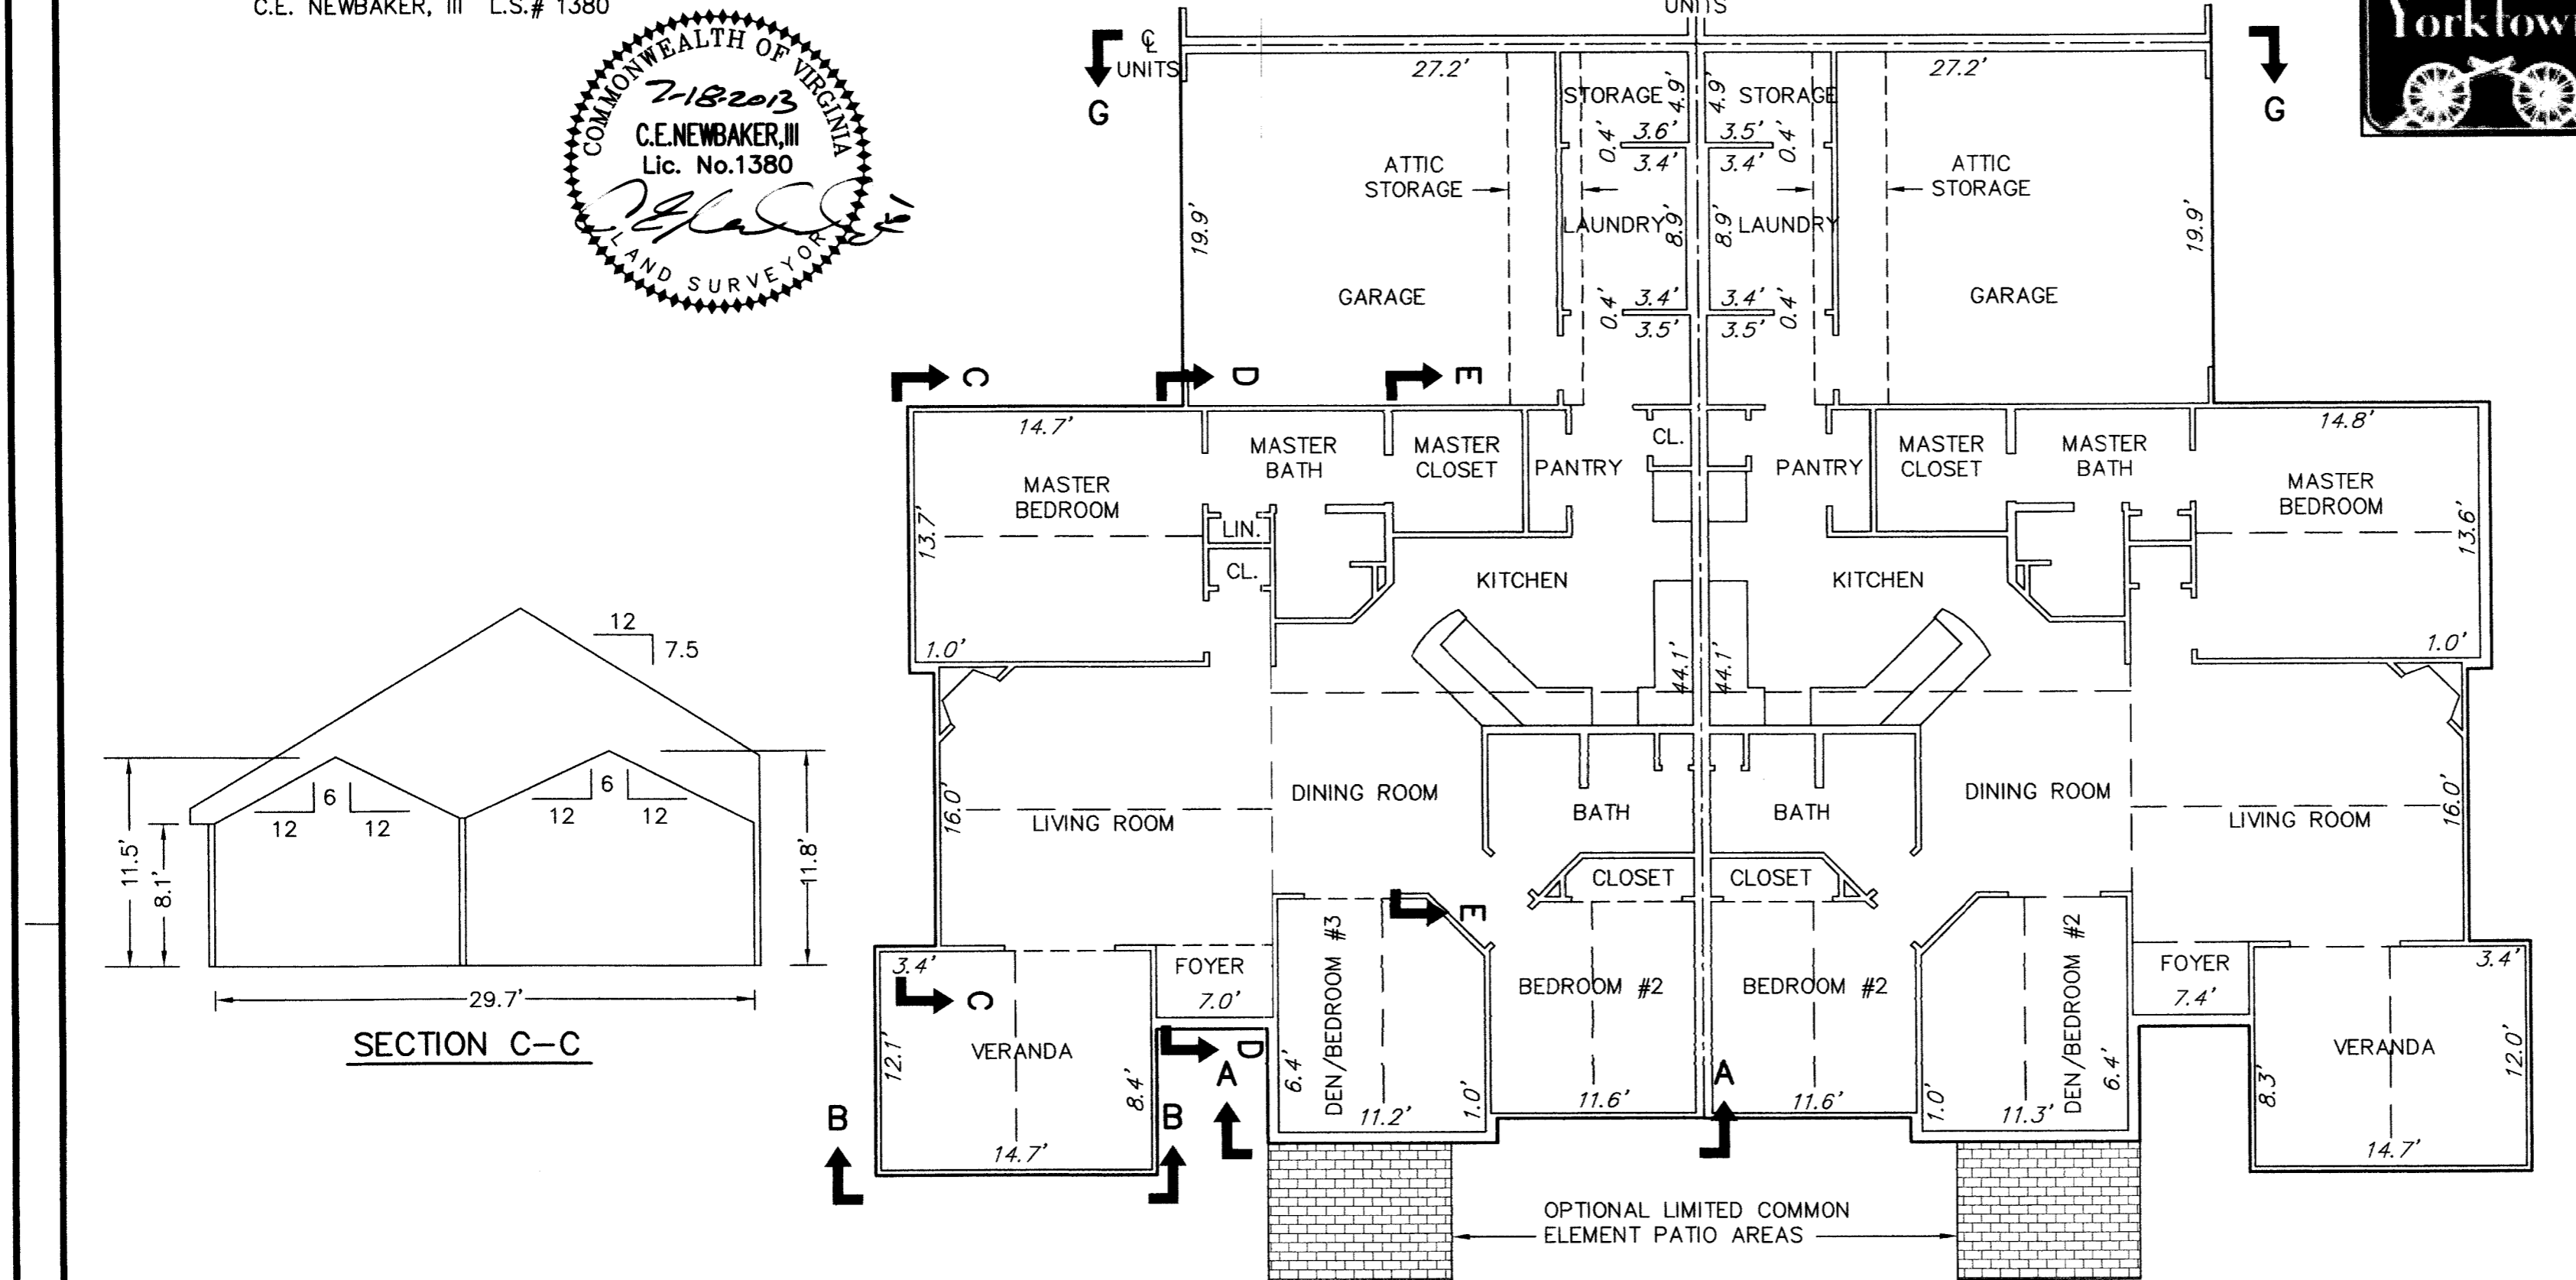 C.E. NEWBAKER, III L.S.# 1380
COMMONWEALTH OF VIRGINIA
7-18-2013
C.E.NEWBAKER,III
Lic. No.1380
LAND SURVEYOR
UNITS
Yorktown
℄
UNITS
G
G
27.2'
27.2'
STORAGE
4.9'
4.9'
STORAGE
3.6'
3.5'
0.4'
0.4'
3.4'
3.4'
ATTIC
STORAGE
ATTIC
STORAGE
19.9'
LAUNDRY
8.9'
8.9'
LAUNDRY
19.9'
GARAGE
GARAGE
0.4'
3.4'
3.4'
0.4'
3.5'
3.5'
C
D
E
14.7'
MASTER
BATH
MASTER
CLOSET
PANTRY
CL.
PANTRY
MASTER
CLOSET
MASTER
BATH
14.8'
MASTER
BEDROOM
MASTER
BEDROOM
13.7'
LIN.
CL.
13.6'
KITCHEN
KITCHEN
1.0'
1.0'
44.1'
44.1'
16.0'
LIVING ROOM
DINING ROOM
BATH
BATH
DINING ROOM
LIVING ROOM
16.0'
CLOSET
CLOSET
E
3.4'
C
FOYER
7.0'
DEN/BEDROOM #3
BEDROOM #2
BEDROOM #2
DEN/BEDROOM #2
FOYER
7.4'
3.4'
12.1'
VERANDA
8.4'
D
A
6.4'
1.0'
A
1.0'
6.4'
8.3'
VERANDA
12.0'
B
B
14.7'
11.2'
11.6'
11.6'
11.3'
14.7'
OPTIONAL LIMITED COMMON
ELEMENT PATIO AREAS
12
7.5
6
12
12
6
12
12
11.5'
8.1'
11.8'
29.7'
SECTION C-C